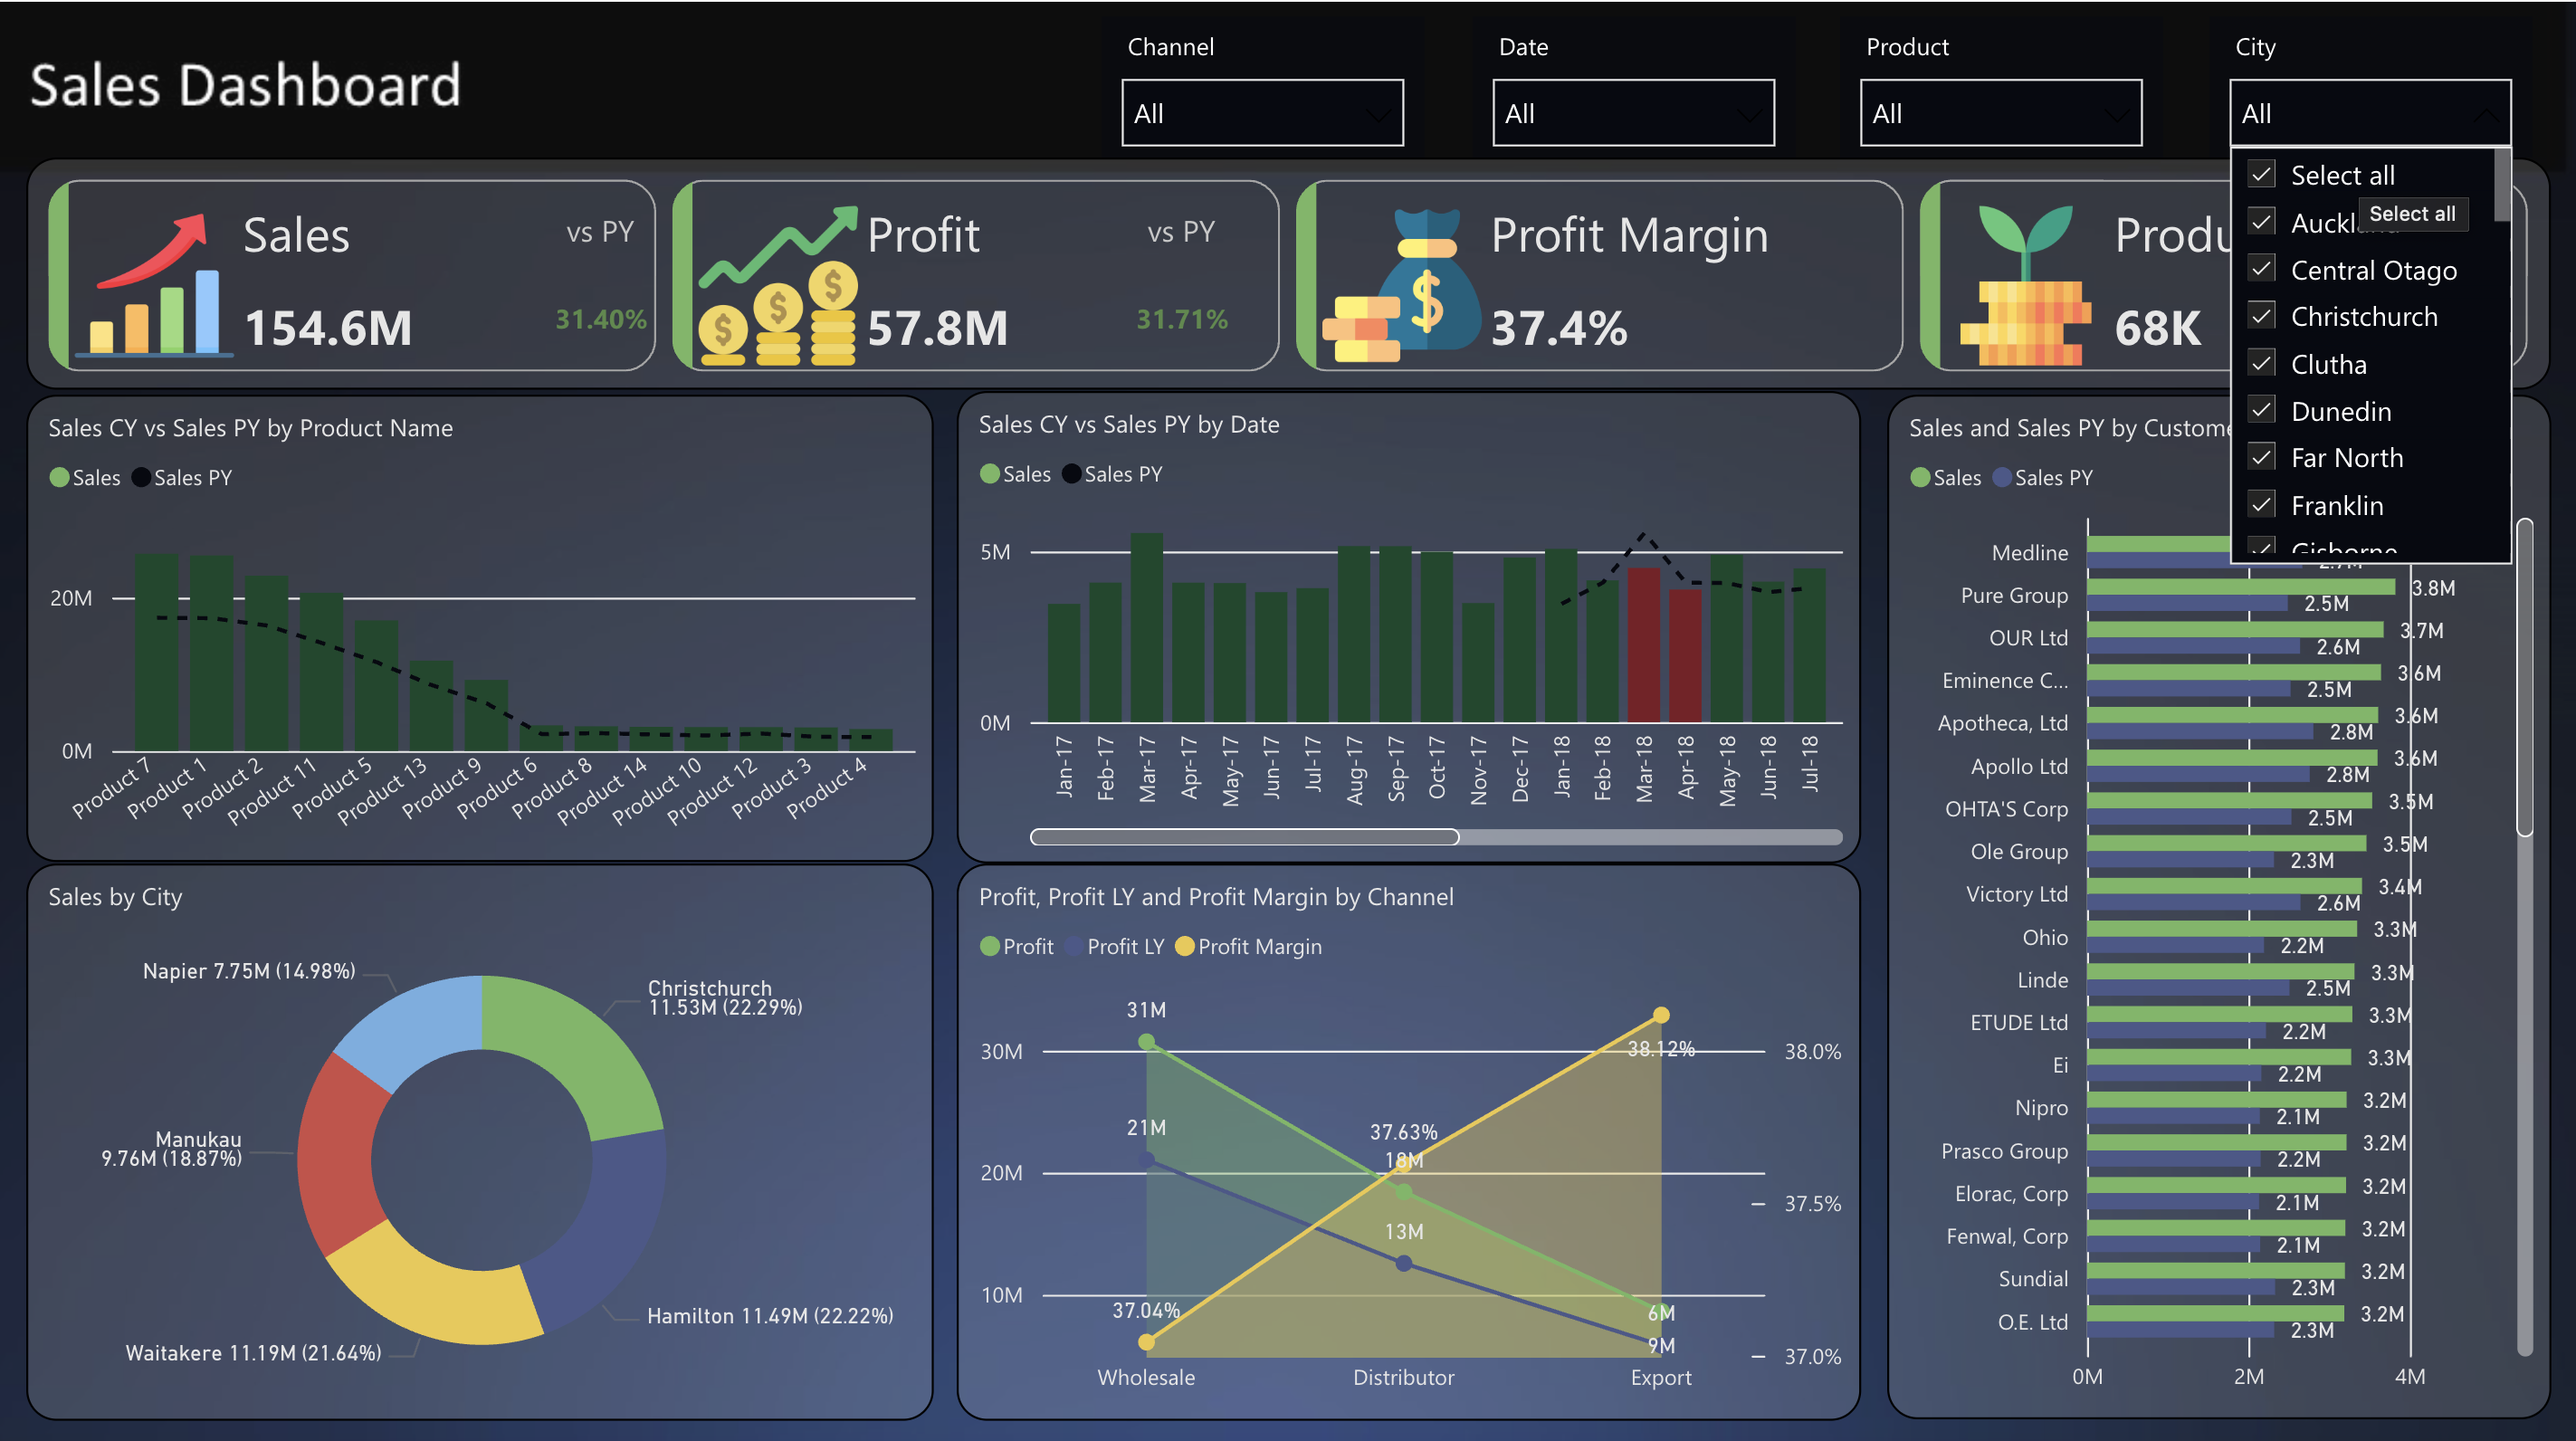 Sales Dashboard
Channel
All
Date
All
Product
All
City
All
Select all
Auckl
Select all
Central Otago
Christchurch
Clutha
Dunedin
Far North
Franklin
Gisborne
Sales
vs PY
154.6M
31.40%
Profit
vs PY
57.8M
31.71%
Profit Margin
37.4%
Produ
68K
Sales CY vs Sales PY by Product Name
Sales
Sales PY
20M
0M
Product 7
Product 1
Product 2
Product 11
Product 5
Product 13
Product 9
Product 6
Product 8
Product 14
Product 10
Product 12
Product 3
Product 4
Sales CY vs Sales PY by Date
Sales
Sales PY
5M
0M
Jan-17
Feb-17
Mar-17
Apr-17
May-17
Jun-17
Jul-17
Aug-17
Sep-17
Oct-17
Nov-17
Dec-17
Jan-18
Feb-18
Mar-18
Apr-18
May-18
Jun-18
Jul-18
Sales and Sales PY by Custome
Sales
Sales PY
Medline
2.7M
Pure Group
3.8M
2.5M
OUR Ltd
3.7M
2.6M
Eminence C...
3.6M
2.5M
Apotheca, Ltd
3.6M
2.8M
Apollo Ltd
3.6M
2.8M
OHTA'S Corp
3.5M
2.5M
Ole Group
3.5M
2.3M
Victory Ltd
3.4M
2.6M
Ohio
3.3M
2.2M
Linde
3.3M
2.5M
ETUDE Ltd
3.3M
2.2M
Ei
3.3M
2.2M
Nipro
3.2M
2.1M
Prasco Group
3.2M
2.2M
Elorac, Corp
3.2M
2.1M
Fenwal, Corp
3.2M
2.1M
Sundial
3.2M
2.3M
O.E. Ltd
3.2M
2.3M
0M
2M
4M
Sales by City
Napier 7.75M (14.98%)
Christchurch
11.53M (22.29%)
Manukau
9.76M (18.87%)
Hamilton 11.49M (22.22%)
Waitakere 11.19M (21.64%)
Profit, Profit LY and Profit Margin by Channel
Profit
Profit LY
Profit Margin
30M
20M
10M
31M
21M
37.04%
37.63%
18M
13M
38.12%
6M
9M
38.0%
37.5%
37.0%
Wholesale
Distributor
Export